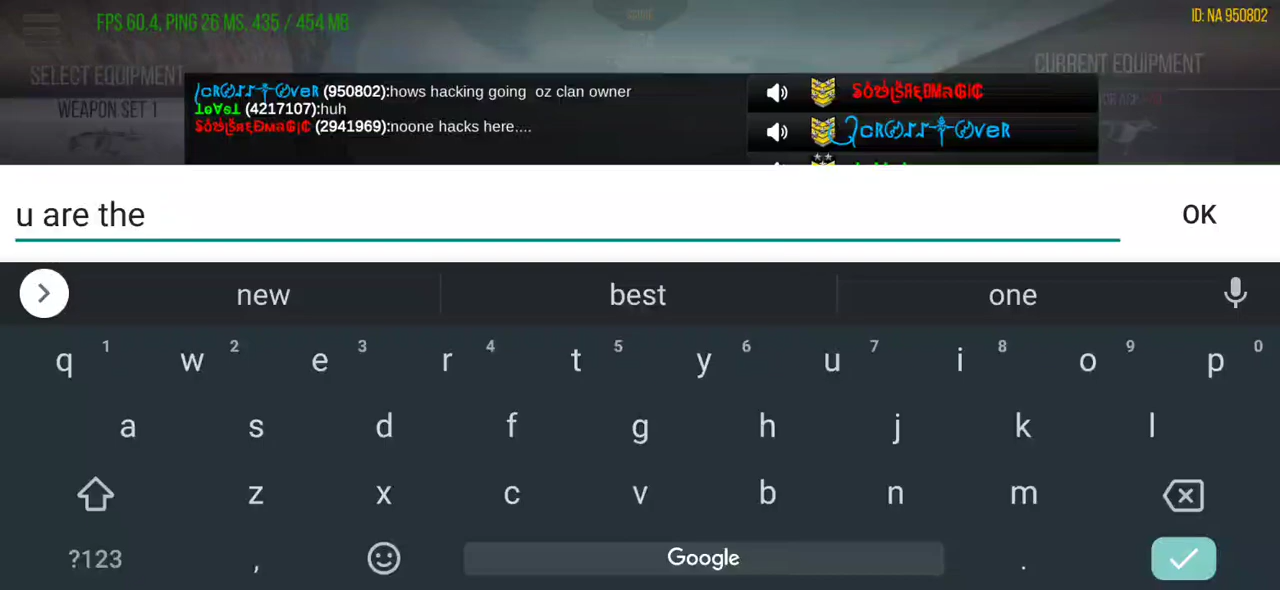 FPS 60.4, PING 26 MS, 435 / 454 MB
ID: NA 950802
SELECT EQUIPMENT
CURRENT EQUIPMENT
WEAPON SET 1
(950802):hows hacking going oz clan owner
(4217107):huh
(2941969):noone hacks here....
u are the
OK
new best one
q 1 w 2 e 3 r 4 t 5 y 6 u 7 i 8 o 9 p 0
a s d f g h j k l
z x c v b n m
?123 , Google .